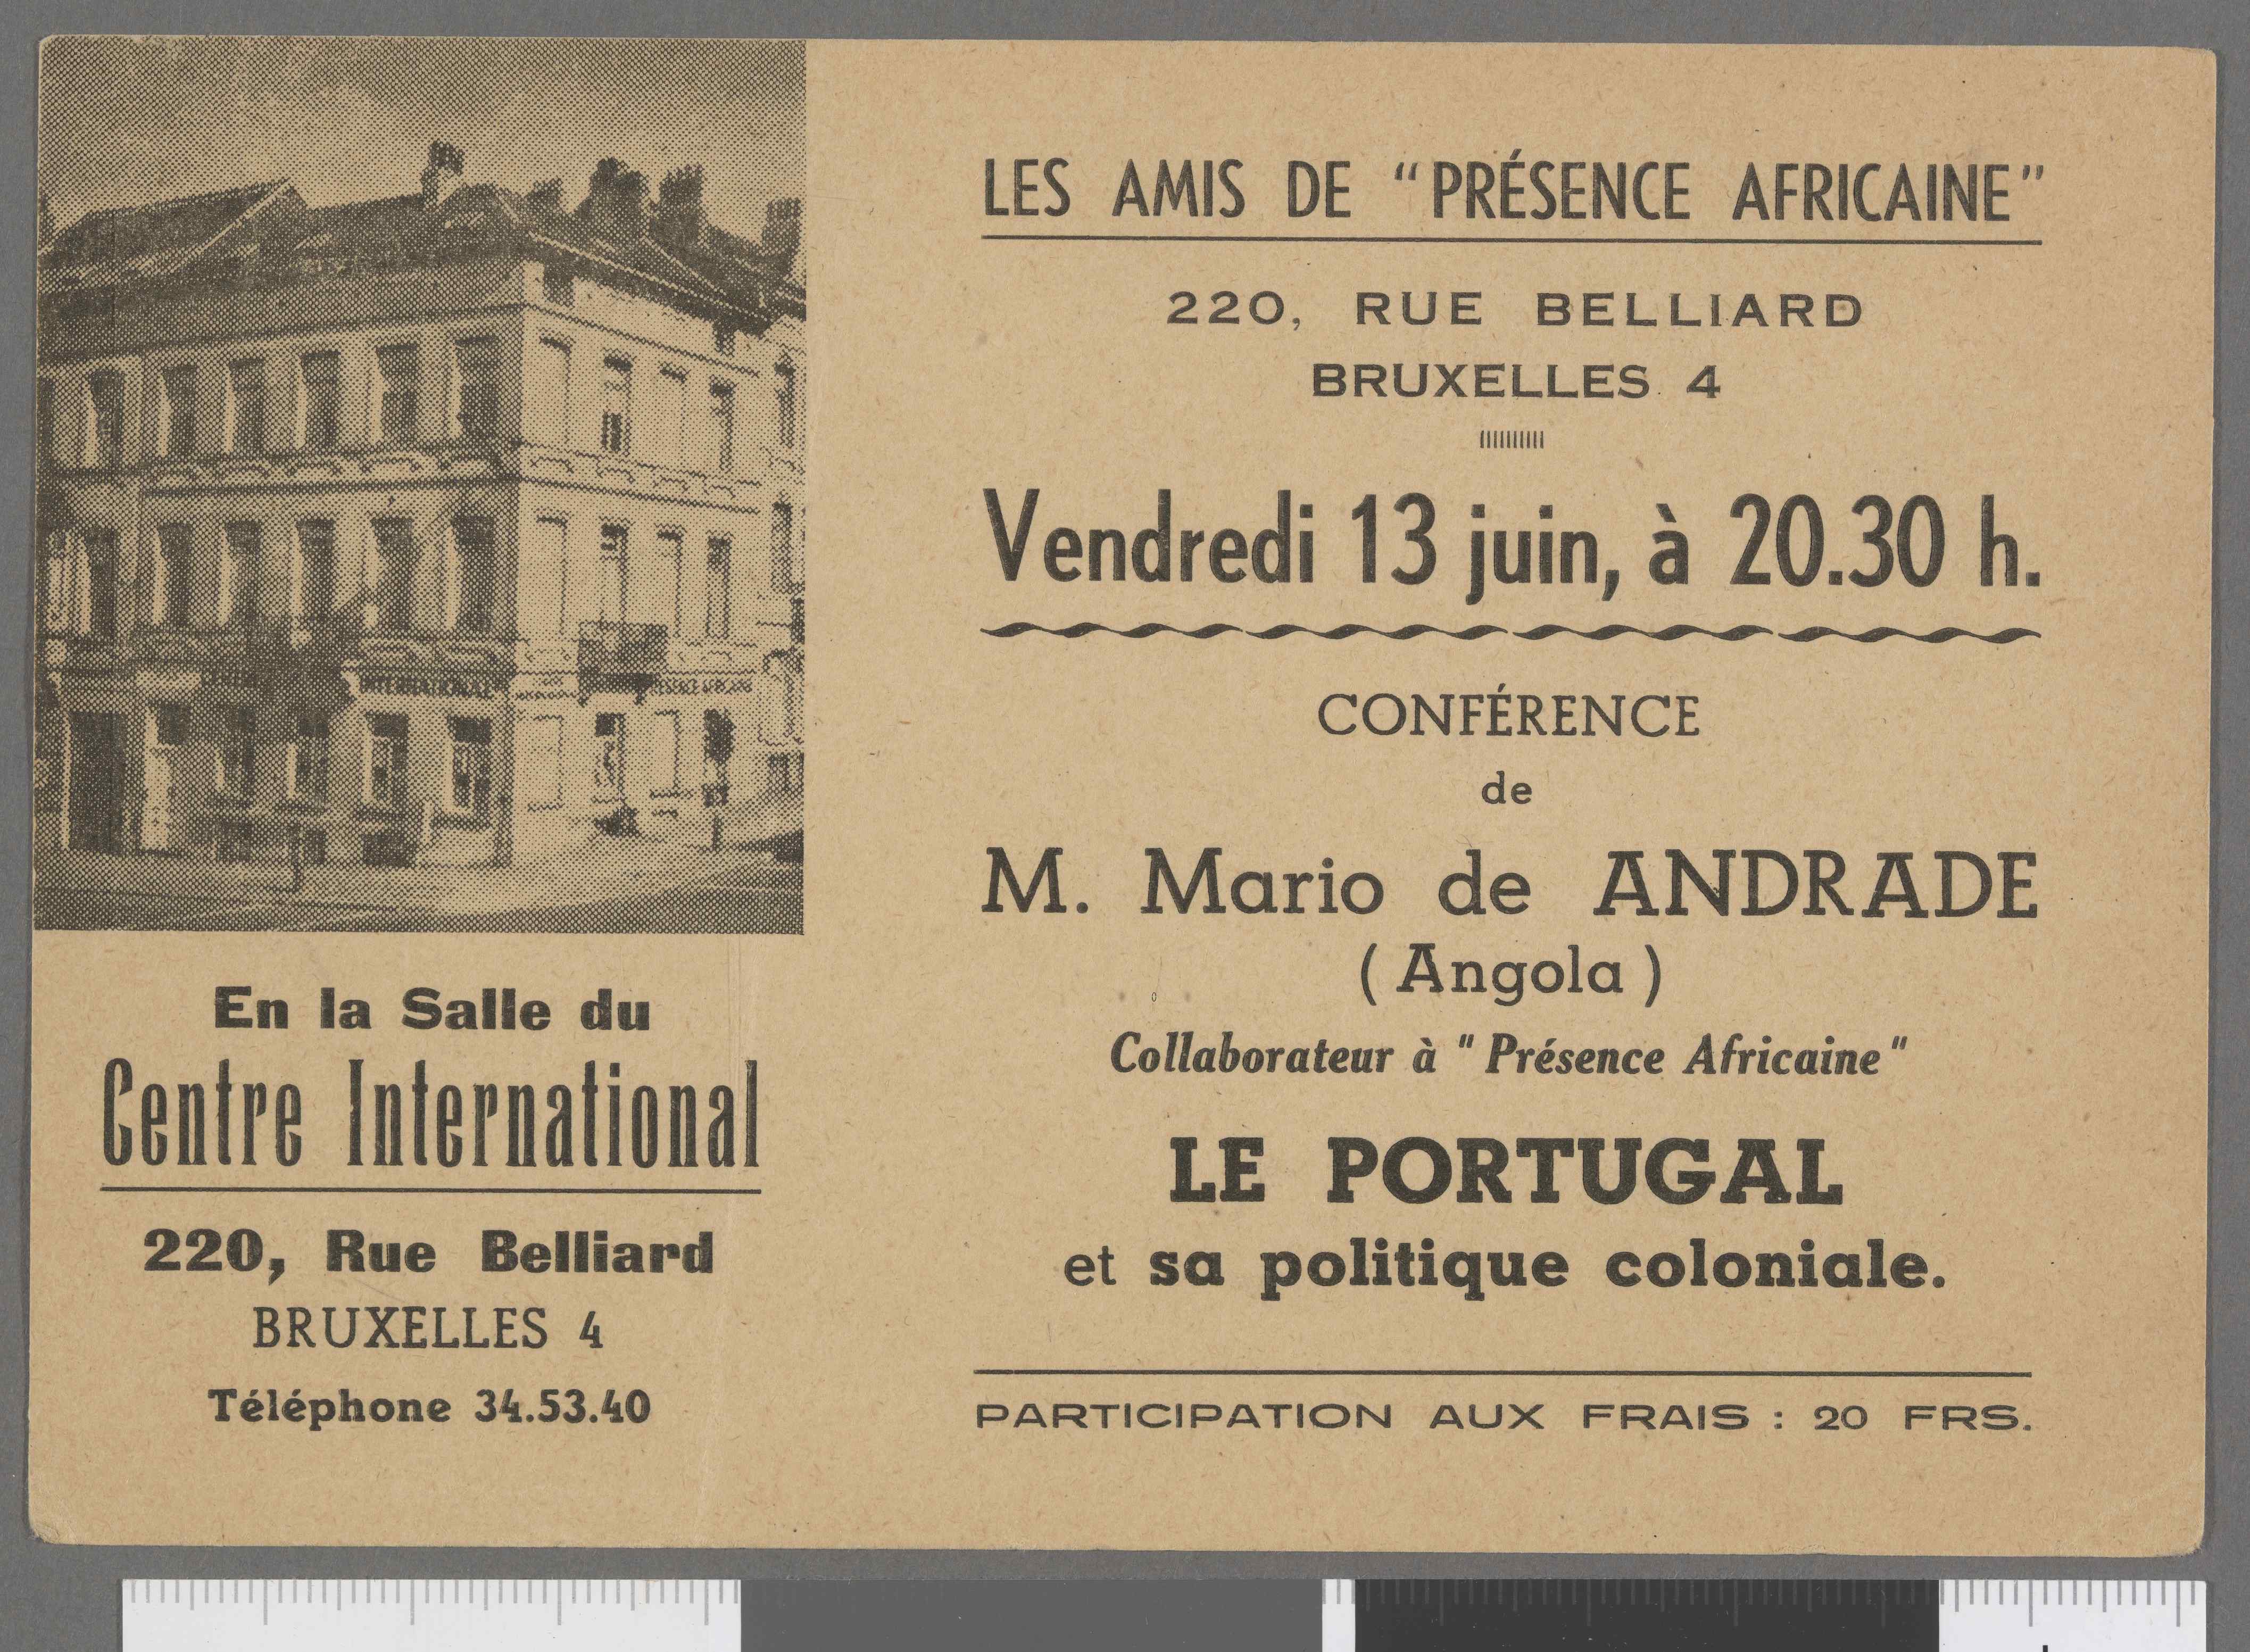 CENTRE INTERNATIONAL
En la Salle du
Centre International
220, Rue Belliard
BRUXELLES 4
Téléphone 34.53.40
LES AMIS DE “PRÉSENCE AFRICAINE”
220, RUE BELLIARD
BRUXELLES 4
Vendredi 13 juin, à 20.30 h.
CONFÉRENCE
de
M. Mario de ANDRADE
( Angola )
Collaborateur à " Présence Africaine "
LE PORTUGAL
et sa politique coloniale.
PARTICIPATION AUX FRAIS : 20 FRS.